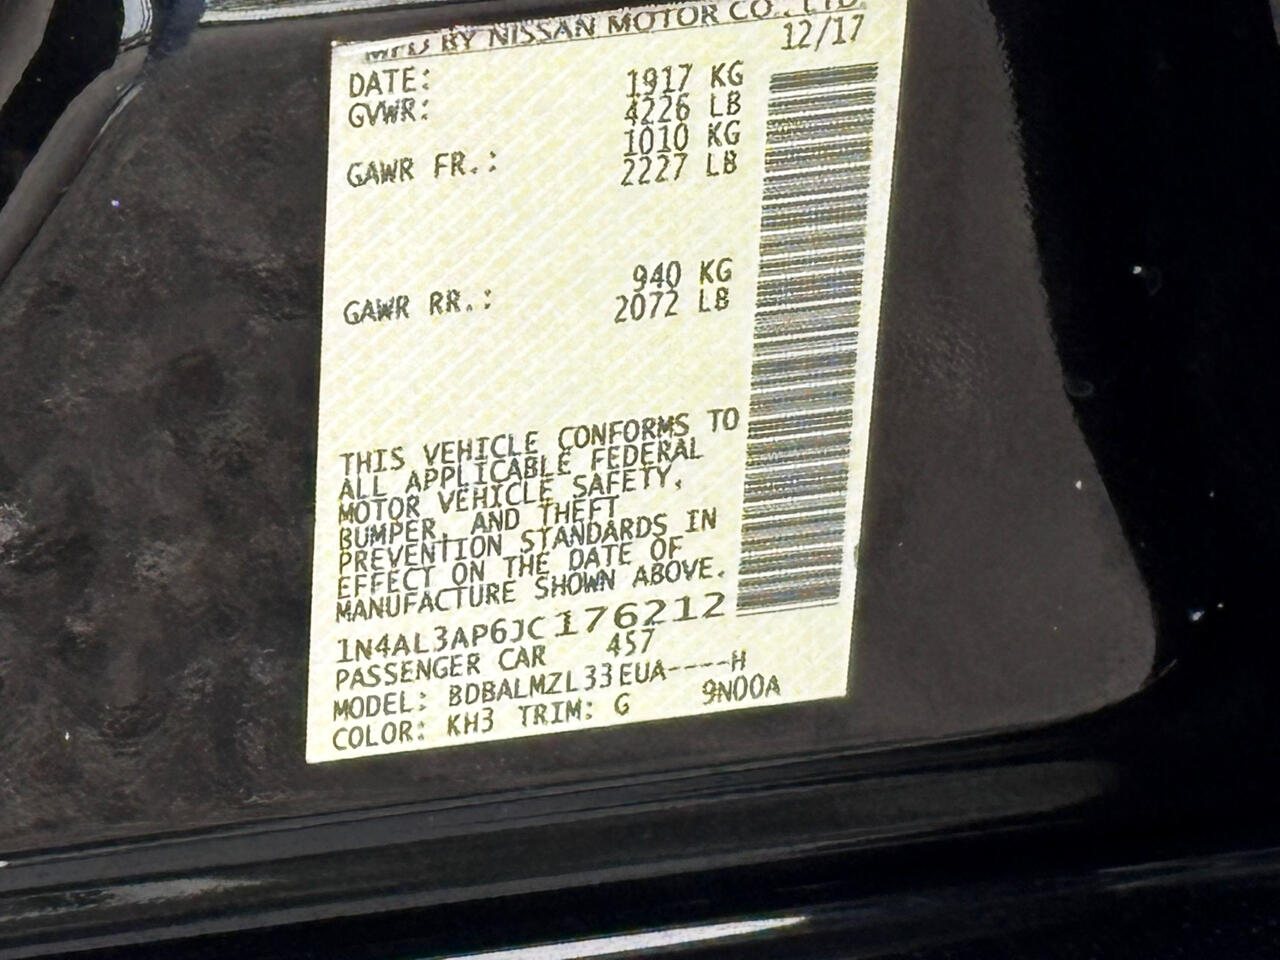 MFD BY NISSAN MOTOR CO., LTD.
DATE: 12/17
GVWR: 1917 KG
4226 LB
GAWR FR.: 1010 KG
2227 LB
GAWR RR.: 940 KG
2072 LB
THIS VEHICLE CONFORMS TO
ALL APPLICABLE FEDERAL
MOTOR VEHICLE SAFETY,
BUMPER, AND THEFT
PREVENTION STANDARDS IN
EFFECT ON THE DATE OF
MANUFACTURE SHOWN ABOVE.
1N4AL3AP6JC176212
PASSENGER CAR 457
MODEL: BDBALMZL33EUA----H
COLOR: KH3 TRIM: G 9N00A